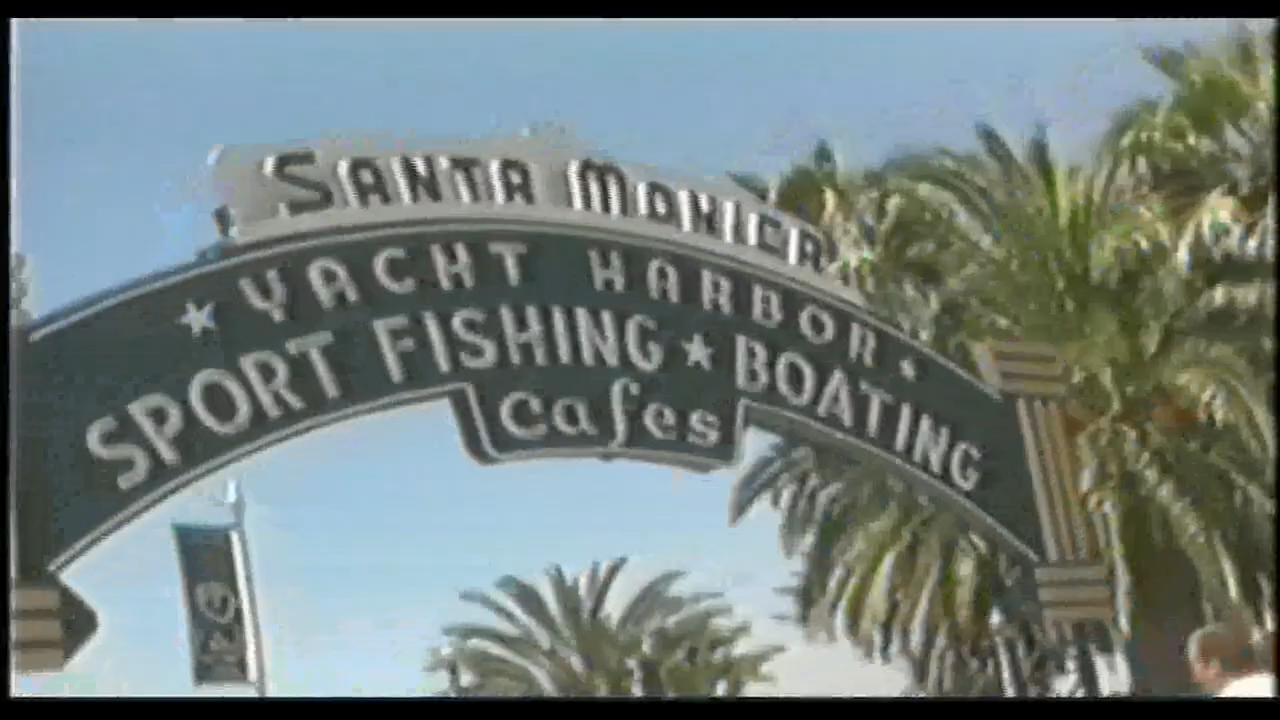 SANTA MONICA
★ YACHT HARBOR ★
SPORT FISHING ★ BOATING
Cafes